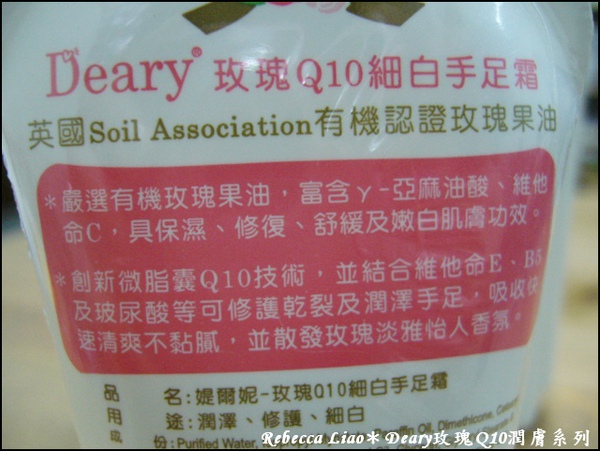 Deary® 玫瑰Q10細白手足霜
英國Soil Association有機認證玫瑰果油
*嚴選有機玫瑰果油，富含γ-亞麻油酸、維他
命C，具保濕、修復、舒緩及嫩白肌膚功效。
*創新微脂囊Q10技術，並結合維他命E、B5
及玻尿酸等可修護乾裂及潤澤手足，吸收快
速清爽不黏膩，並散發玫瑰淡雅怡人香氛。
品 名:媞爾妮-玫瑰Q10細白手足霜
用 途:潤澤、修護、細白
成 份:Purified Water, Oil, Dimethicone,
Rebecca Liao＊Deary玫瑰Q10潤膚系列